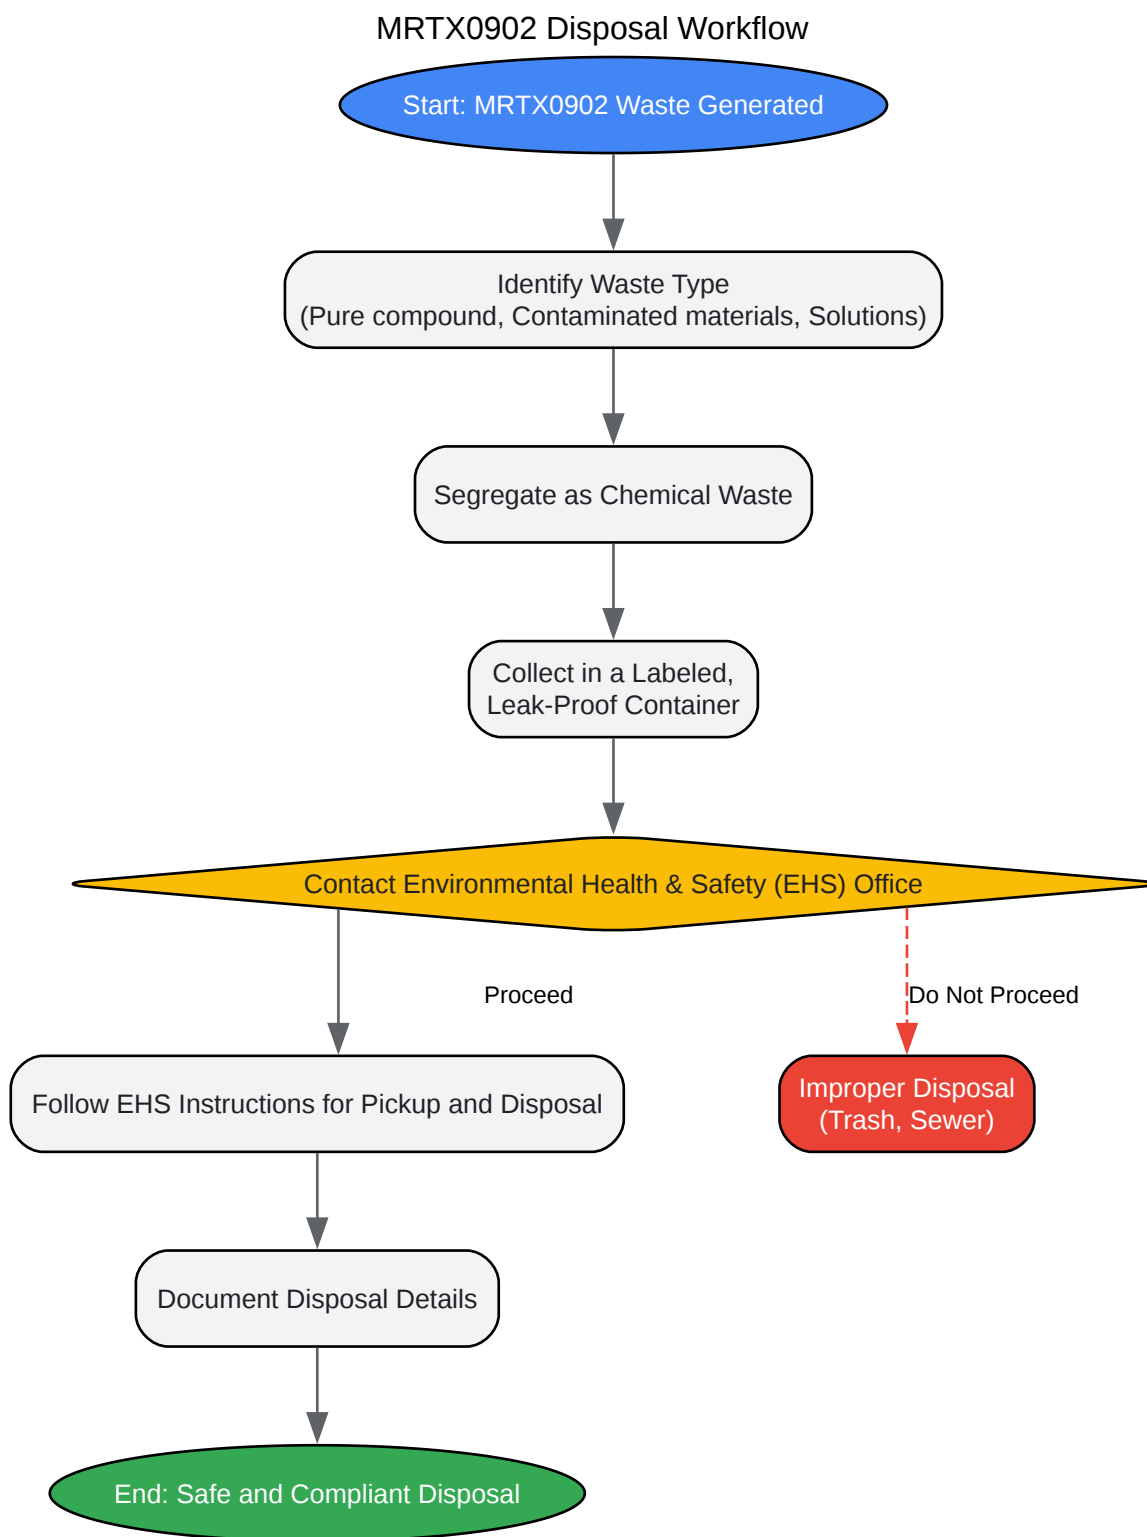 MRTX0902 Disposal Workflow
Start: MRTX0902 Waste Generated
Identify Waste Type
(Pure compound, Contaminated materials, Solutions)
Segregate as Chemical Waste
Collect in a Labeled,
Leak-Proof Container
Contact Environmental Health & Safety (EHS) Office
Proceed
Do Not Proceed
Follow EHS Instructions for Pickup and Disposal
Improper Disposal
(Trash, Sewer)
Document Disposal Details
End: Safe and Compliant Disposal